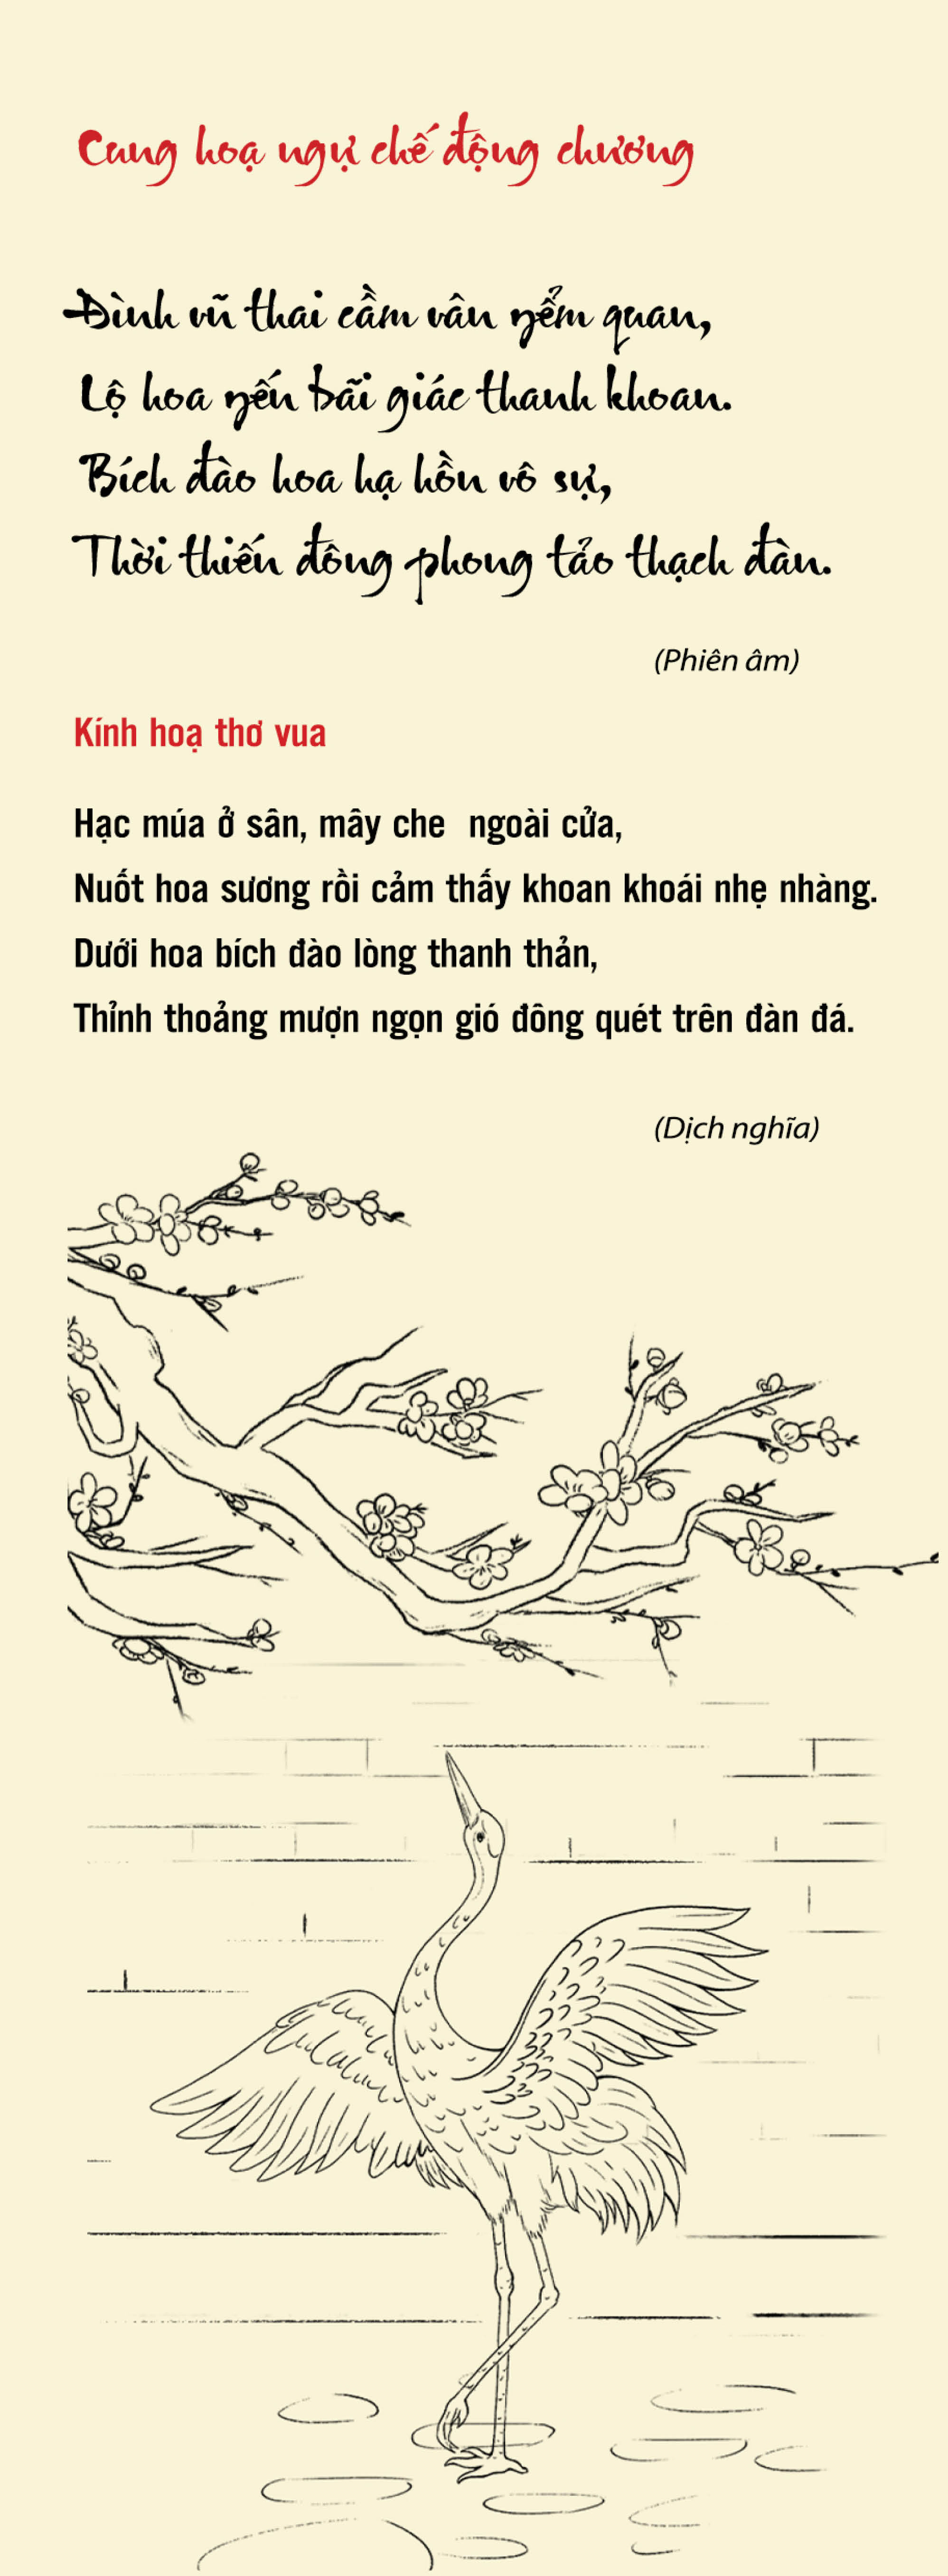 Cung hoạ ngự chế động chương
Đình vũ thai cầm vân yểm quan,
Lộ hoa yến bãi giác thanh khoan.
Bích đào hoa hạ hồn vô sự,
Thời thiến đông phong tảo thạch đàn.
(Phiên âm)
Kính hoạ thơ vua
Hạc múa ở sân, mây che ngoài cửa,
Nuốt hoa sương rồi cảm thấy khoan khoái nhẹ nhàng.
Dưới hoa bích đào lòng thanh thản,
Thỉnh thoảng mượn ngọn gió đông quét trên đàn đá.
(Dịch nghĩa)